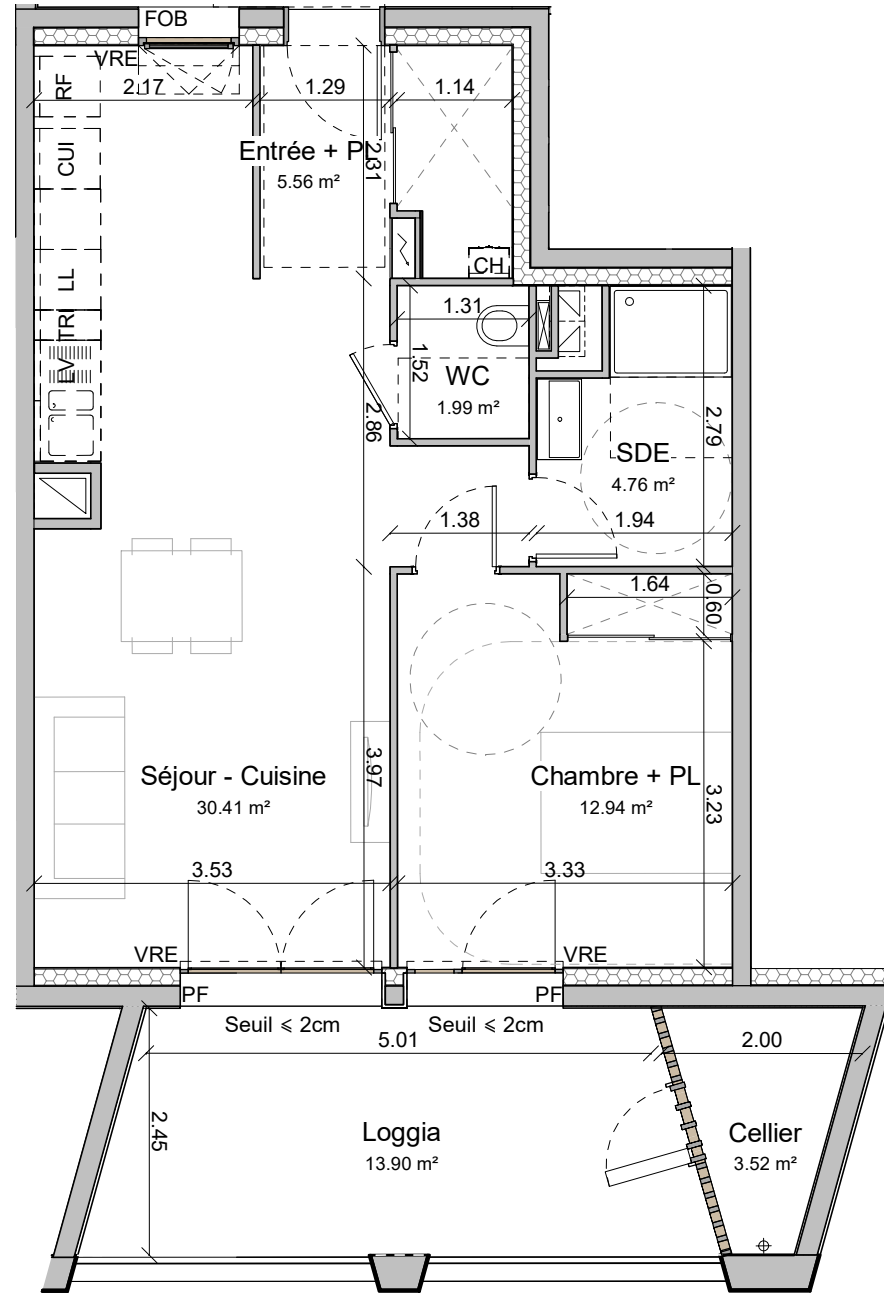 FOB
VRE
2.17
1.29
1.14
RF
Entrée + PL
2.31
5.56 m²
CUI
LL
CH
TRI
1.31
LV
1.52
WC
1.99 m²
2.86
2.79
SDE
4.76 m²
1.38
1.94
1.64
0.60
Séjour - Cuisine
30.41 m²
3.97
Chambre + PL
12.94 m²
3.23
3.53
3.33
VRE
VRE
PF
PF
Seuil ⩽ 2cm
Seuil ⩽ 2cm
5.01
2.00
2.45
Loggia
13.90 m²
Cellier
3.52 m²